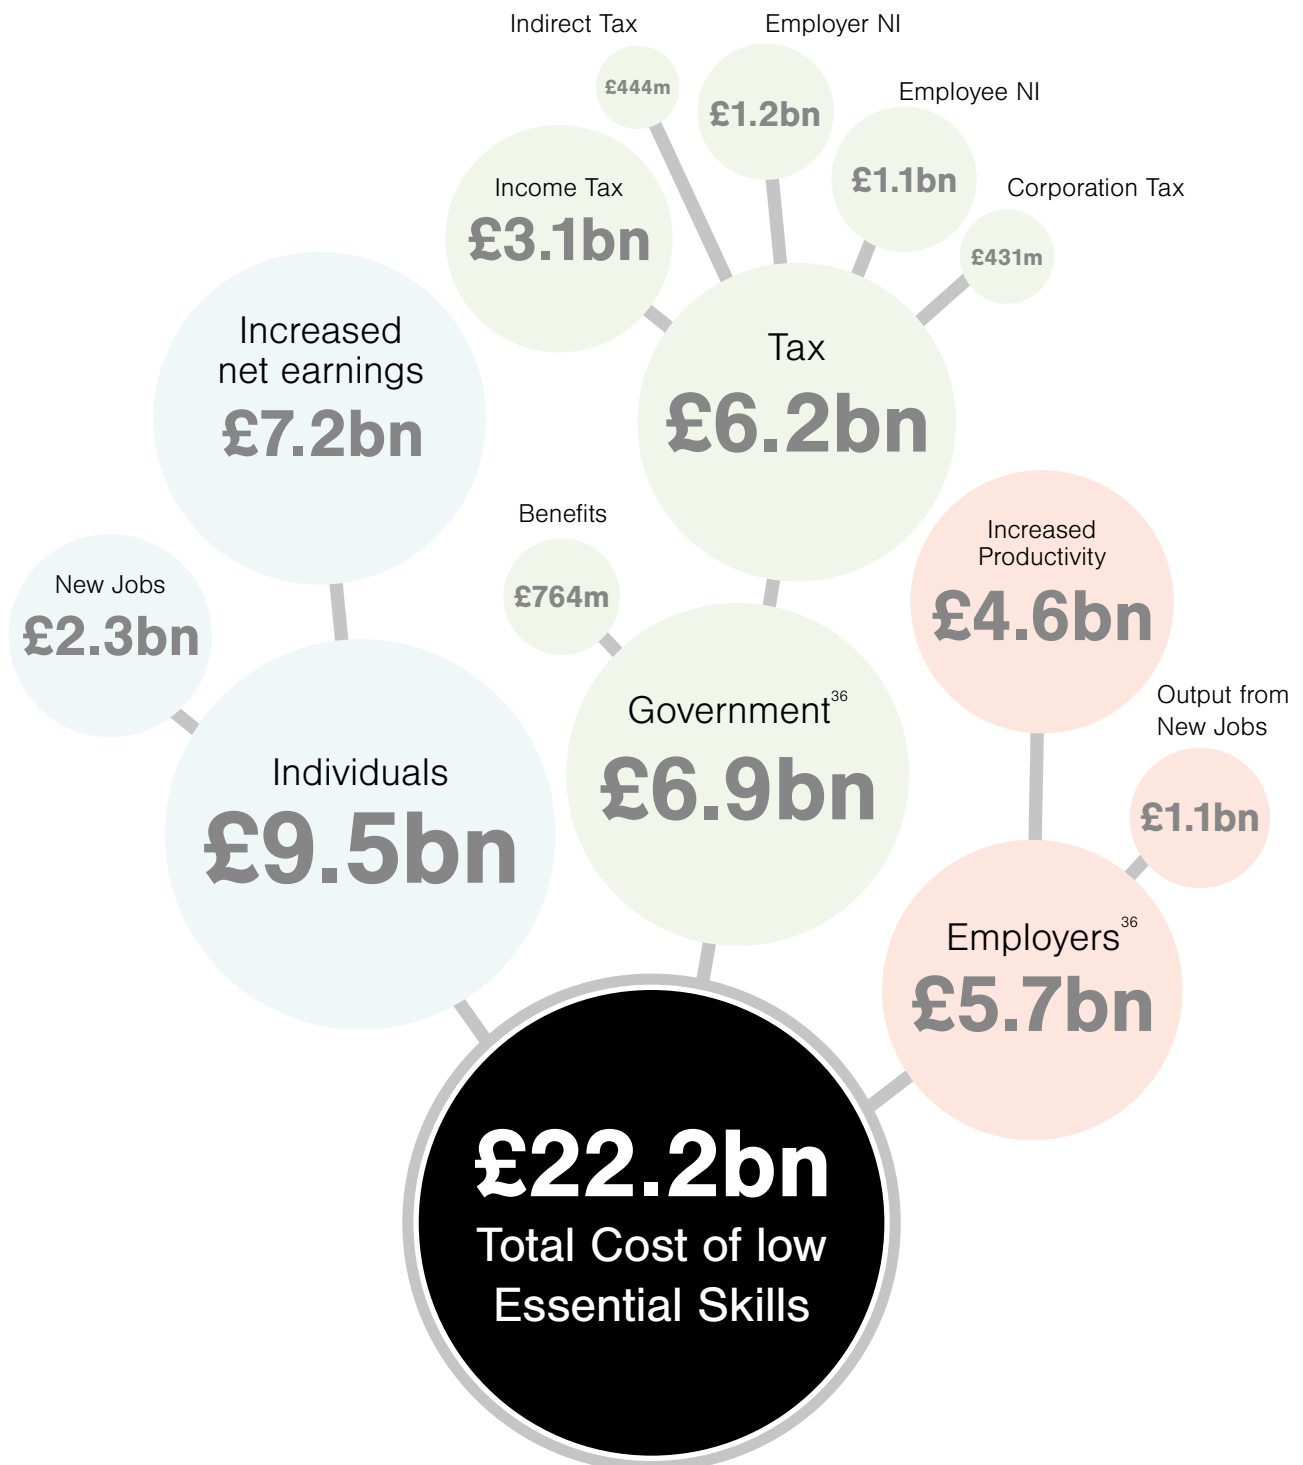 Indirect Tax
£444m
Employer NI
£1.2bn
Employee NI
£1.1bn
Corporation Tax
£431m
Income Tax
£3.1bn
Tax
£6.2bn
Increased
net earnings
£7.2bn
Benefits
£764m
New Jobs
£2.3bn
Increased
Productivity
£4.6bn
Output from
New Jobs
£1.1bn
Government36
£6.9bn
Individuals
£9.5bn
Employers36
£5.7bn
£22.2bn
Total Cost of low
Essential Skills